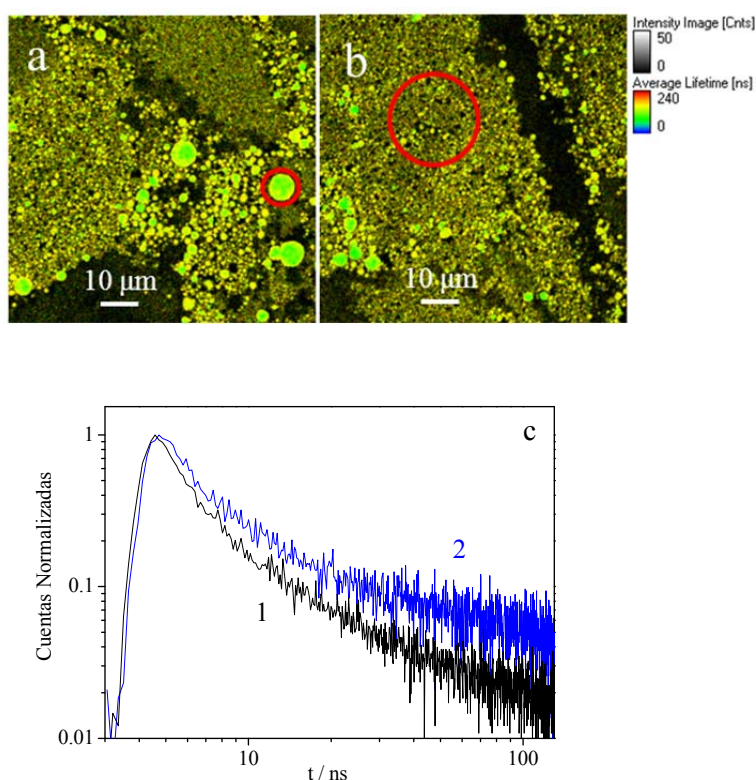 a
b
10 μm
10 μm
Intensity Image [Cnts]
50
0
Average Lifetime [ns]
240
0
c
1
0.1
0.01
Cuentas Normalizadas
1
2
10
100
t / ns